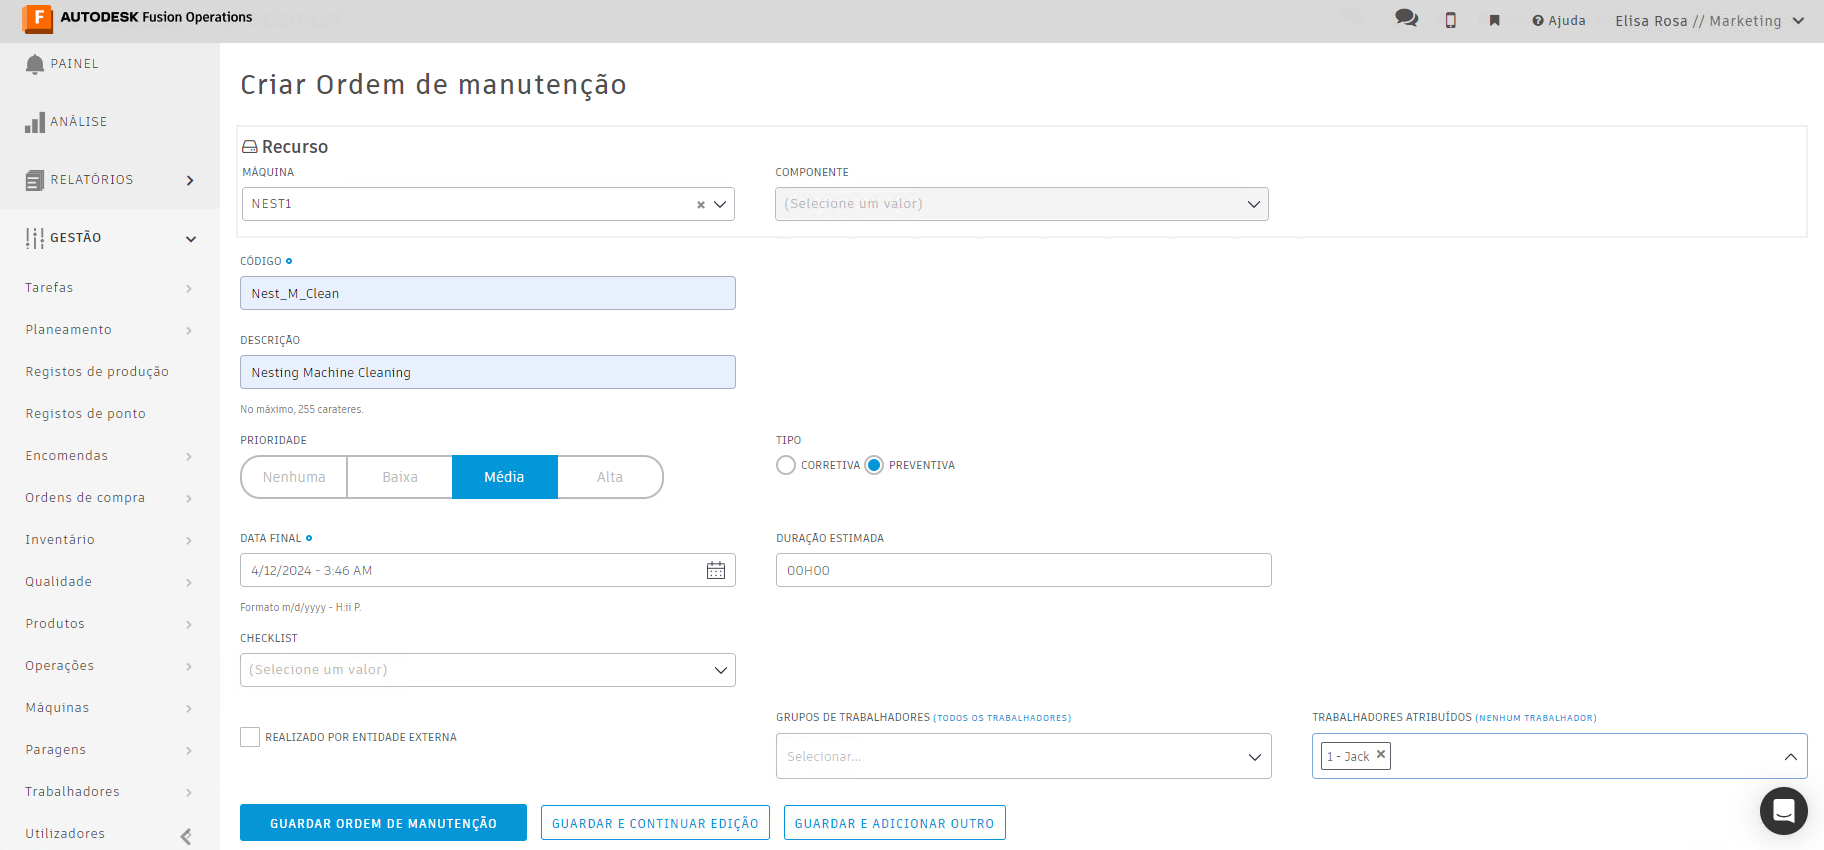 AUTODESK Fusion Operations
Ajuda
Elisa Rosa // Marketing
PAINEL
ANÁLISE
RELATÓRIOS
GESTÃO
Tarefas
Planeamento
Registos de produção
Registos de ponto
Encomendas
Ordens de compra
Inventário
Qualidade
Produtos
Operações
Máquinas
Paragens
Trabalhadores
Utilizadores
Criar Ordem de manutenção
Recurso
MÁQUINA
COMPONENTE
NEST1
(Selecione um valor)
CÓDIGO
Nest_M_Clean
DESCRIÇÃO
Nesting Machine Cleaning
No máximo, 255 carateres.
PRIORIDADE
TIPO
Nenhuma Baixa Média Alta
CORRETIVA PREVENTIVA
DATA FINAL
DURAÇÃO ESTIMADA
4/12/2024 - 3:46 AM
00H00
Formato m/d/yyyy - H:ii P.
CHECKLIST
(Selecione um valor)
REALIZADO POR ENTIDADE EXTERNA
GRUPOS DE TRABALHADORES (TODOS OS TRABALHADORES)
Selecionar...
TRABALHADORES ATRIBUÍDOS (NENHUM TRABALHADOR)
1 - Jack
GUARDAR ORDEM DE MANUTENÇÃO
GUARDAR E CONTINUAR EDIÇÃO
GUARDAR E ADICIONAR OUTRO